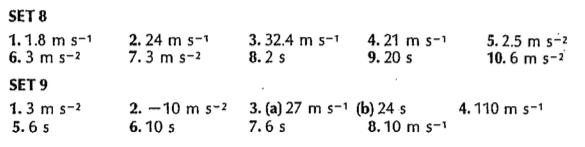 SET 8
1. 1.8 m s⁻¹ 2. 24 m s⁻¹ 3. 32.4 m s⁻¹ 4. 21 m s⁻¹ 5. 2.5 m s⁻²
6. 3 m s⁻² 7. 3 m s⁻² 8. 2 s 9. 20 s 10. 6 m s⁻²
SET 9
1. 3 m s⁻² 2. −10 m s⁻² 3. (a) 27 m s⁻¹ (b) 24 s 4. 110 m s⁻¹
5. 6 s 6. 10 s 7. 6 s 8. 10 m s⁻¹